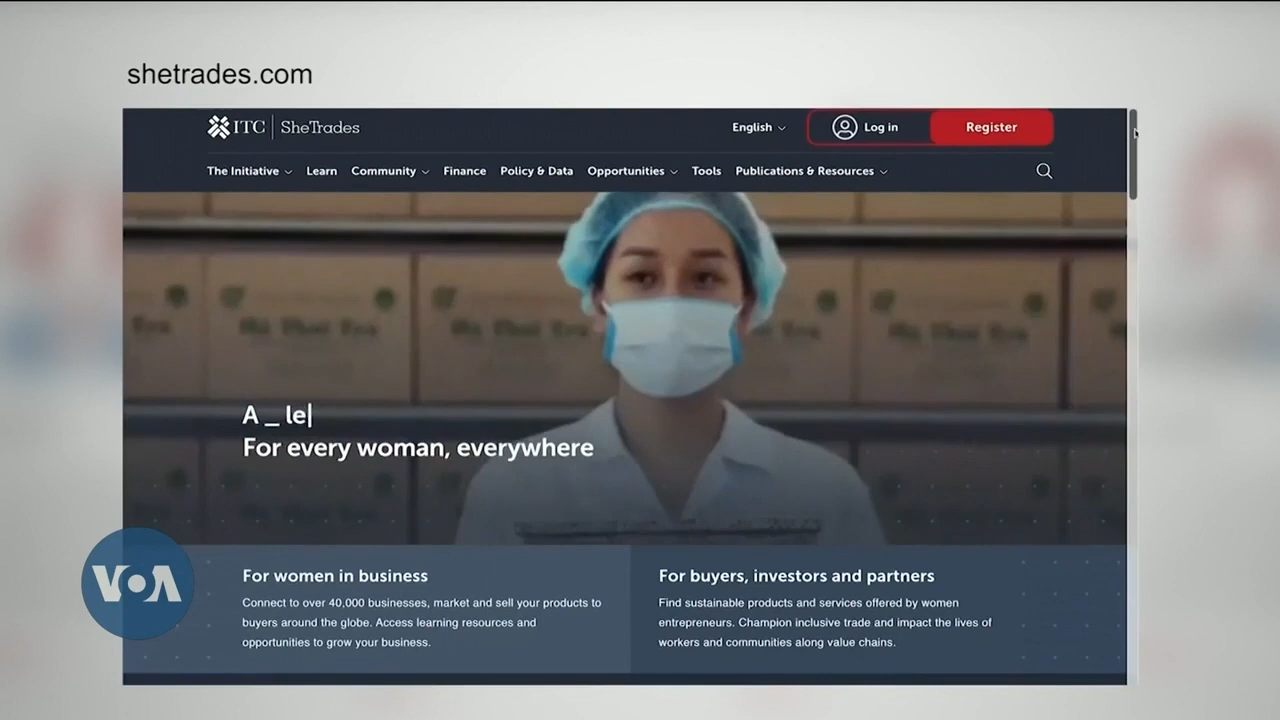 shetrades.com
ITC SheTrades
English
Log in
Register
The Initiative Learn Community Finance Policy & Data Opportunities Tools Publications & Resources
A _ le|
For every woman, everywhere
For women in business
Connect to over 40,000 businesses, market and sell your products to
buyers around the globe. Access learning resources and
opportunities to grow your business.
For buyers, investors and partners
Find sustainable products and services offered by women
entrepreneurs. Champion inclusive trade and impact the lives of
workers and communities along value chains.
VOA